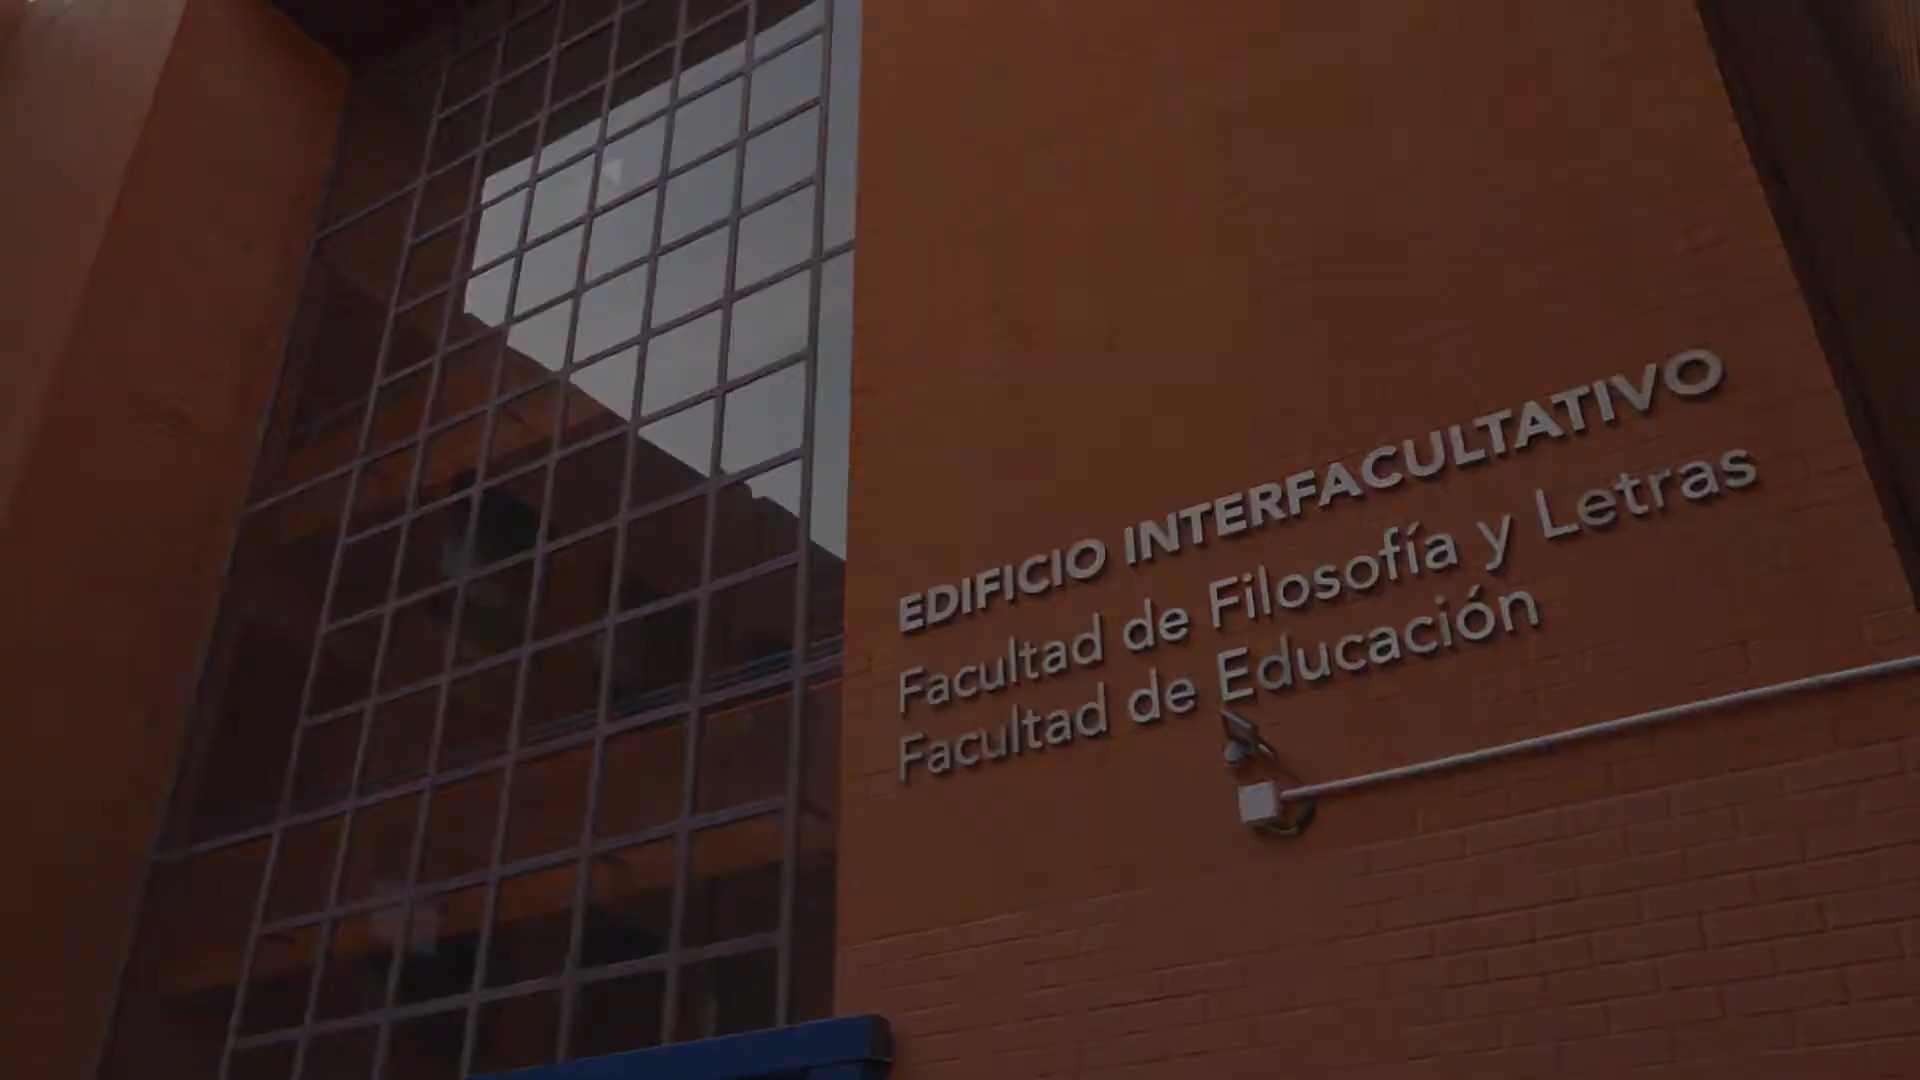 EDIFICIO INTERFACULTATIVO
Facultad de Filosofía y Letras
Facultad de Educación